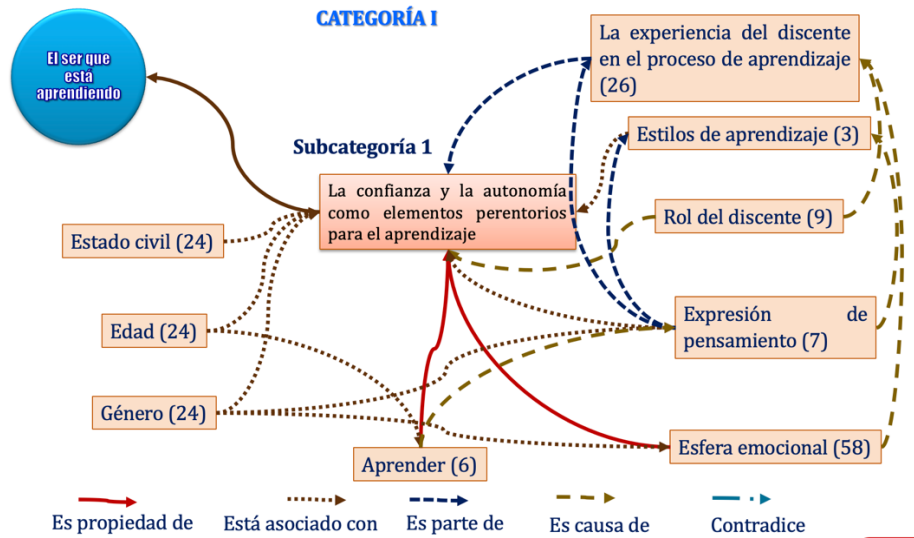 CATEGORÍA I
El ser que
está
aprendiendo
La experiencia del discente
en el proceso de aprendizaje
(26)
Estilos de aprendizaje (3)
Subcategoría 1
La confianza y la autonomía
como elementos perentorios
para el aprendizaje
Rol del discente (9)
Estado civil (24)
Edad (24)
Expresión de
pensamiento (7)
Género (24)
Aprender (6)
Esfera emocional (58)
Es propiedad de
Está asociado con
Es parte de
Es causa de
Contradice